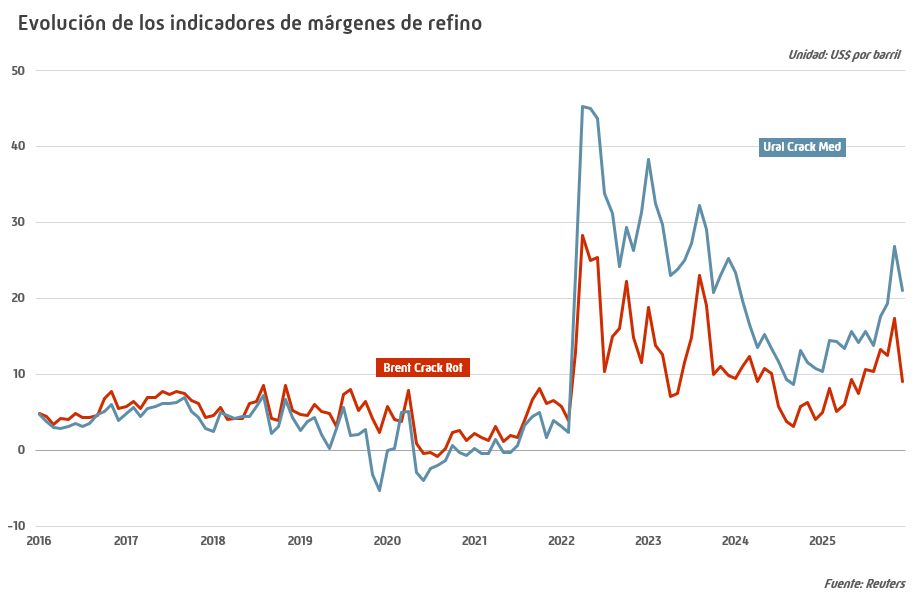 Evolución de los indicadores de márgenes de refino
Unidad: US$ por barril
50
40
Ural Crack Med
30
20
10
Brent Crack Rot
0
-10
2016 2017 2018 2019 2020 2021 2022 2023 2024 2025
Fuente: Reuters